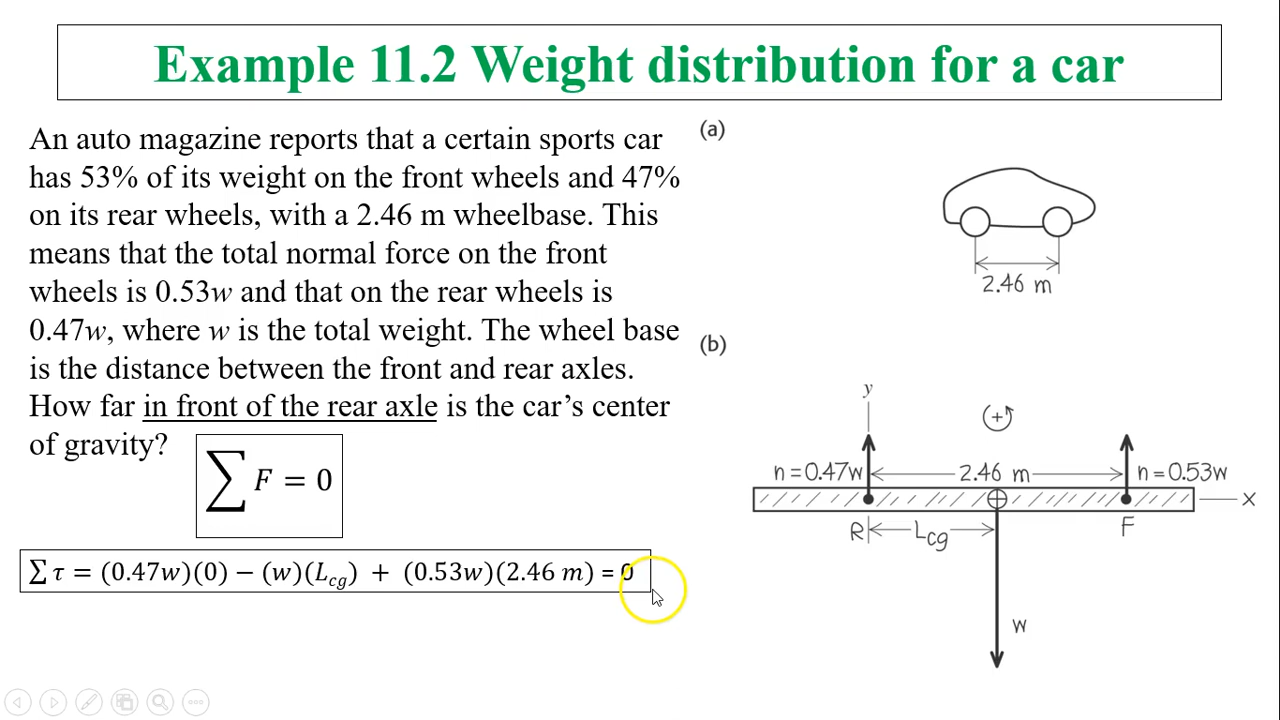 Example 11.2 Weight distribution for a car
An auto magazine reports that a certain sports car
has 53% of its weight on the front wheels and 47%
on its rear wheels, with a 2.46 m wheelbase. This
means that the total normal force on the front
wheels is 0.53w and that on the rear wheels is
0.47w, where w is the total weight. The wheel base
is the distance between the front and rear axles.
How far in front of the rear axle is the car’s center
of gravity?
∑ F = 0
∑ τ = (0.47w)(0) − (w)(L_cg) + (0.53w)(2.46 m) = 0
(a)
2.46 m
(b)
y
(+)
n=0.47w
2.46 m
n=0.53w
x
R
Lcg
F
w